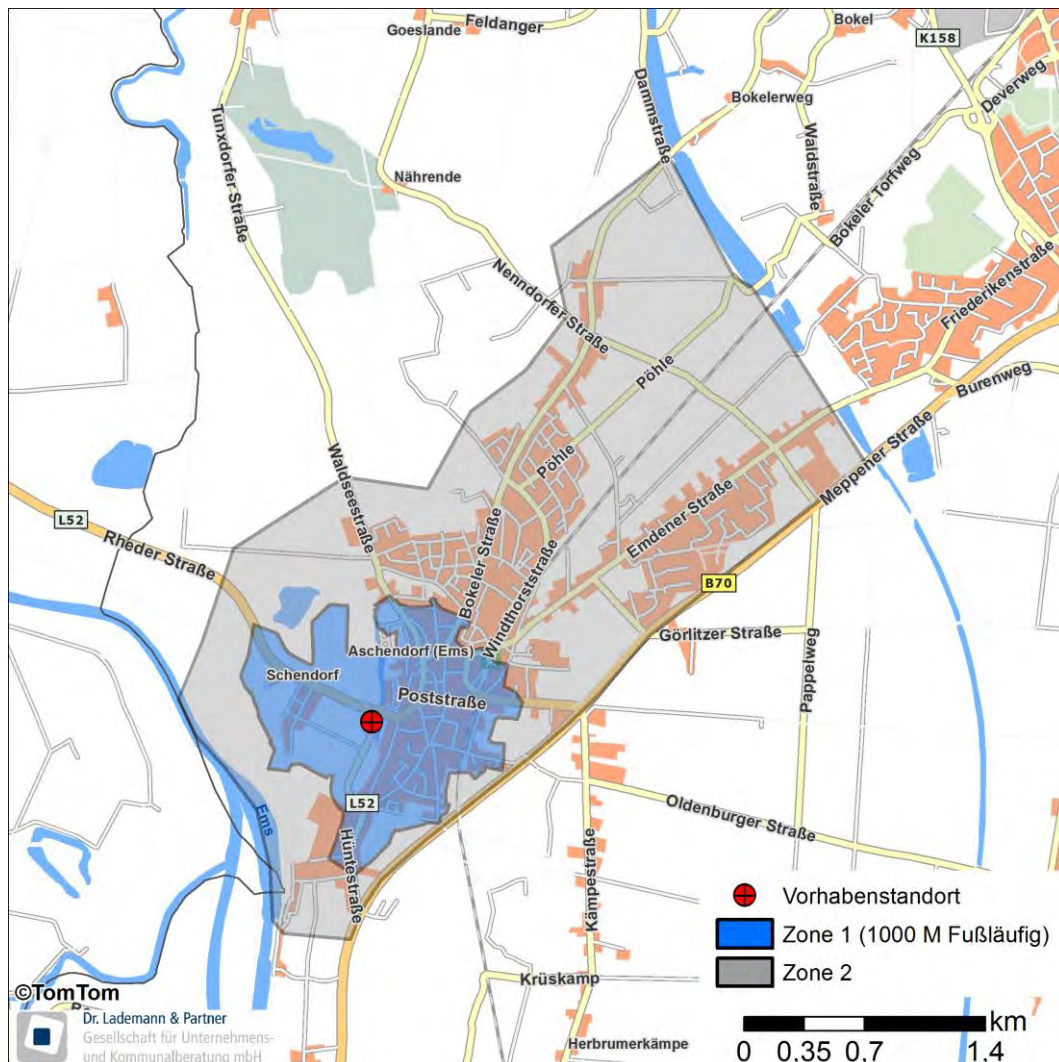 Goeslande
Feldanger
Bokel
K158
Dammstraße
Bokelerweg
Deverweg
Tunxdorfer Straße
Waldstraße
Bokeler Torfweg
Nährende
Nenndorfer Straße
Friederikenstraße
Burenweg
Pöhle
Meppener Straße
Waldseestraße
Pöhle
L52
Rheder Straße
Bokeler Straße
Emdener Straße
Windthorststraße
B70
Görlitzer Straße
Aschendorf (Ems)
Schendorf
Poststraße
Pappelweg
L52
Ems
Hüntestraße
Oldenburger Straße
Kämpestraße
Krüskamp
Herbrumerkämpe
Vorhabenstandort
Zone 1 (1000 M Fußläufig)
Zone 2
km
0 0,35 0,7 1.4
©TomTom
Dr. Lademann & Partner
Gesellschaft für Unternehmens-
und Kommunalberatung mbH